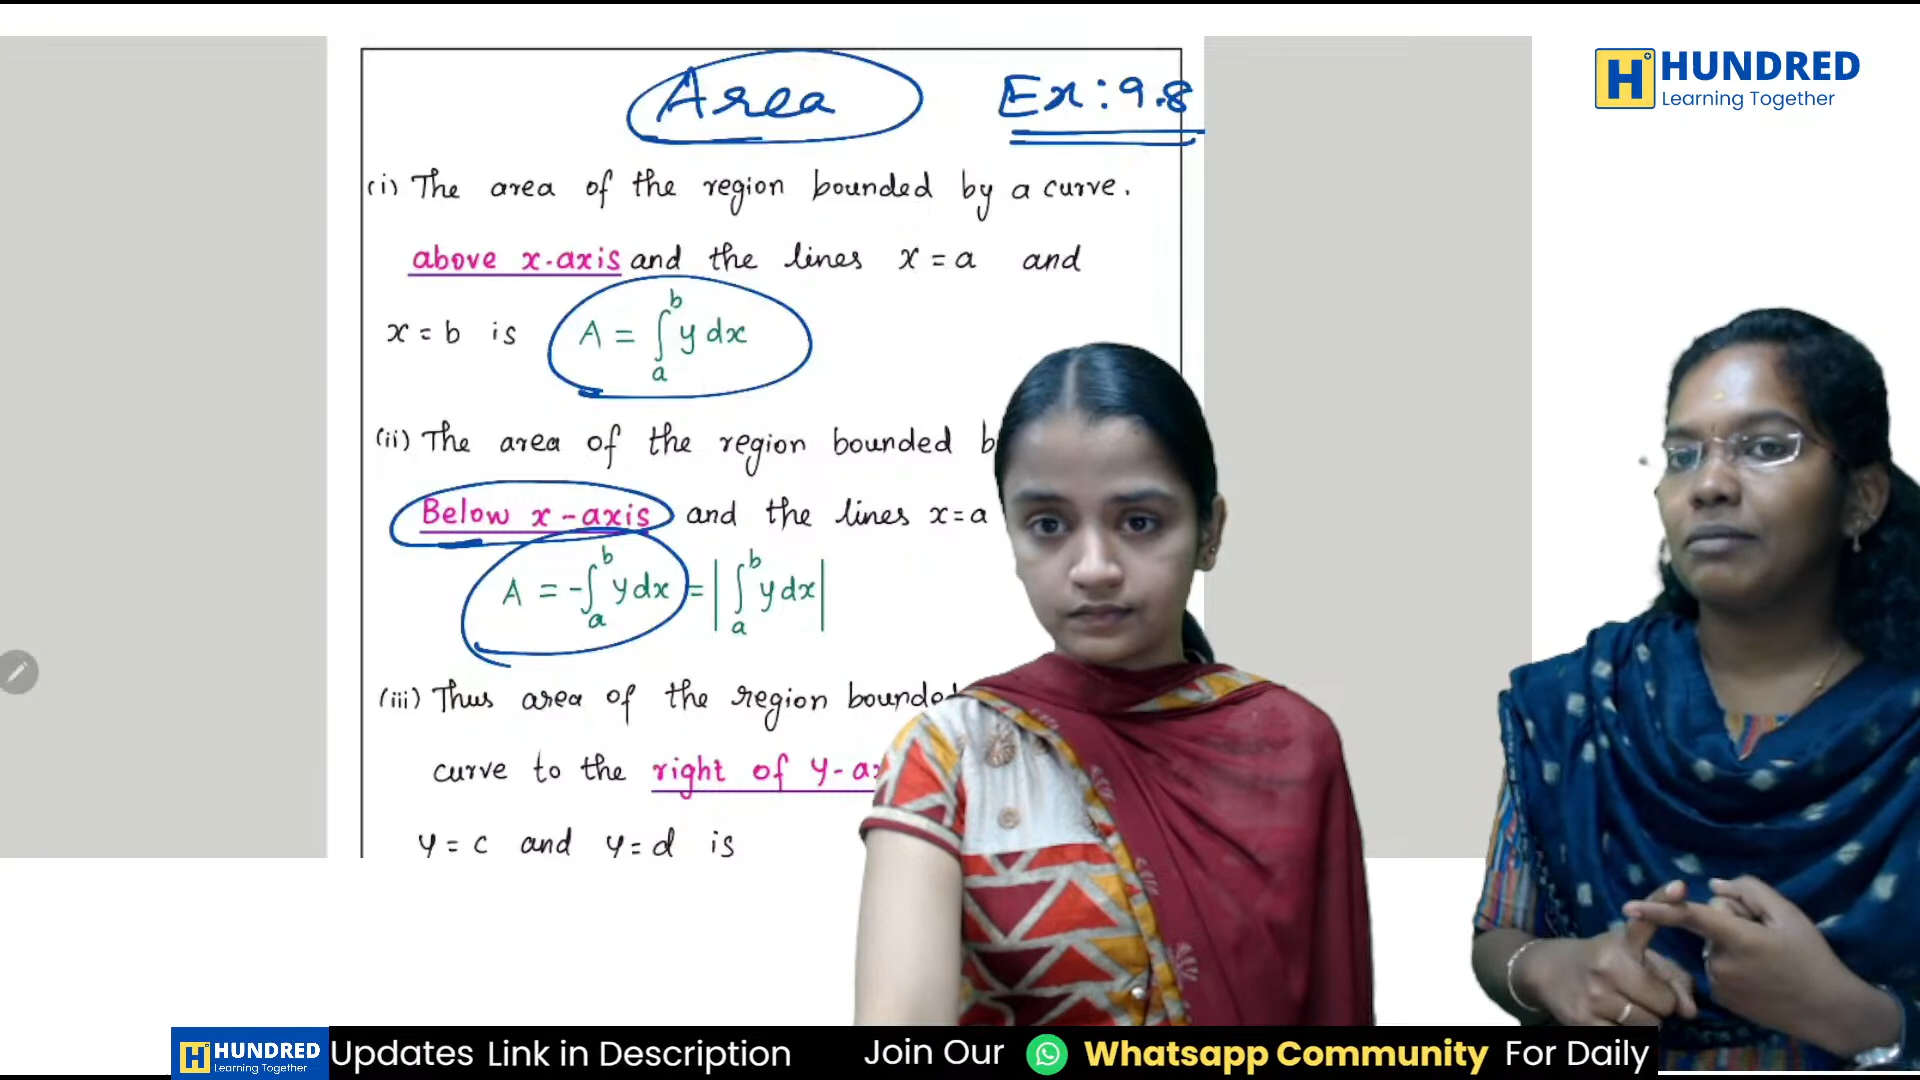 Area Ex: 9.8
HUNDRED
Learning Together
(i) The area of the region bounded by a curve.
above x-axis and the lines x = a and
x = b is A = ∫ₐᵇ y dx
(ii) The area of the region bounded b
Below x-axis and the lines x=a
A = -∫ₐᵇ y dx = |∫ₐᵇ y dx|
(iii) Thus area of the region bounded
curve to the right of y-ax
y = c and y = d is
HUNDRED
Learning Together
Updates Link in Description Join Our Whatsapp Community For Daily